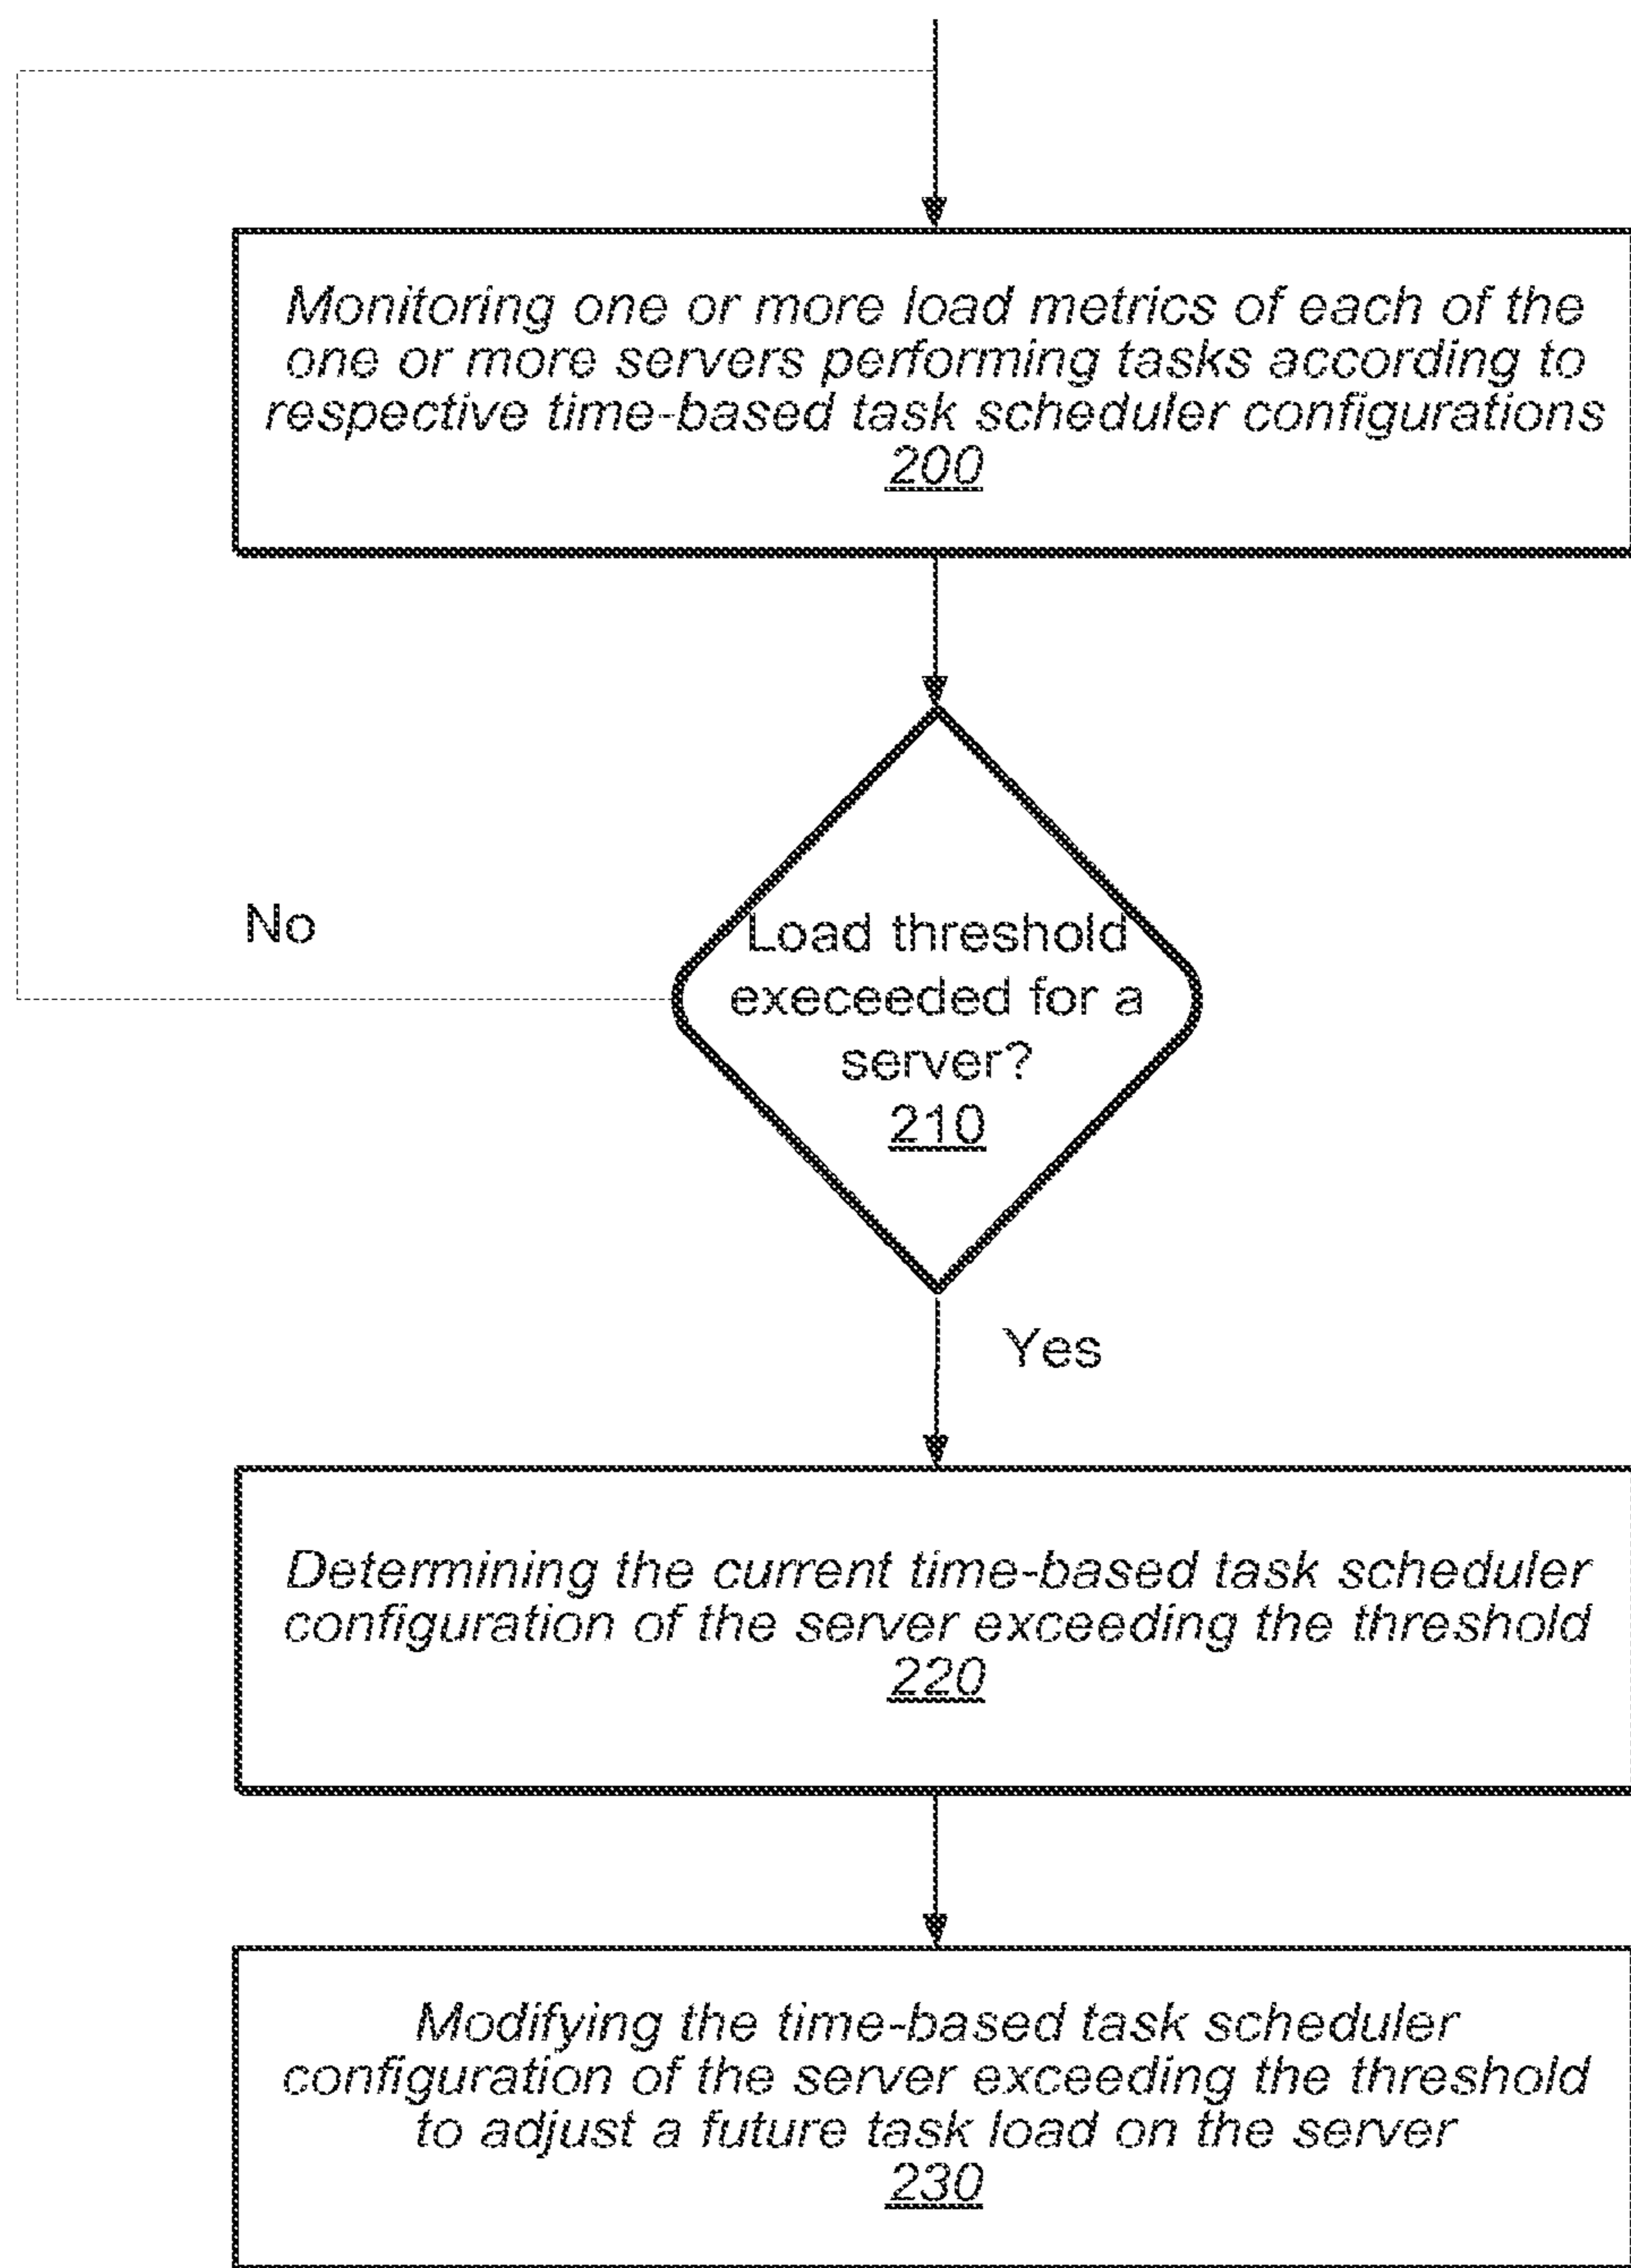 Monitoring one or more load metrics of each of the
one or more servers performing tasks according to
respective time-based task scheduler configurations
200
Load threshold
execeeded for a
server?
210
No
Yes
Determining the current time-based task scheduler
configuration of the server exceeding the threshold
220
Modifying the time-based task scheduler
configuration of the server exceeding the threshold
to adjust a future task load on the server
230